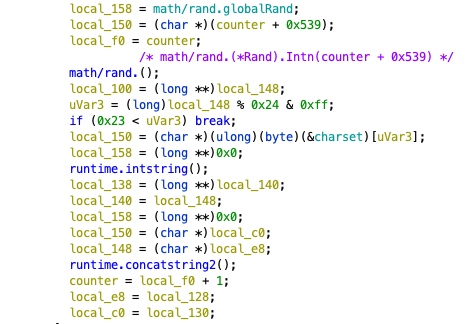 local_158 = math/rand.globalRand;
local_150 = (char *)(counter + 0x539);
local_f0 = counter;
/* math/rand.(*Rand).Intn(counter + 0x539) */
math/rand.();
local_100 = (long **)local_148;
uVar3 = (long)local_148 % 0x24 & 0xff;
if (0x23 < uVar3) break;
local_150 = (char *)(ulong)(byte)(&charset)[uVar3];
local_158 = (long **)0x0;
runtime.intstring();
local_138 = (long **)local_140;
local_140 = local_148;
local_158 = (long **)0x0;
local_150 = (char *)local_c0;
local_148 = (char *)local_e8;
runtime.concatstring2();
counter = local_f0 + 1;
local_e8 = local_128;
local_c0 = local_130;